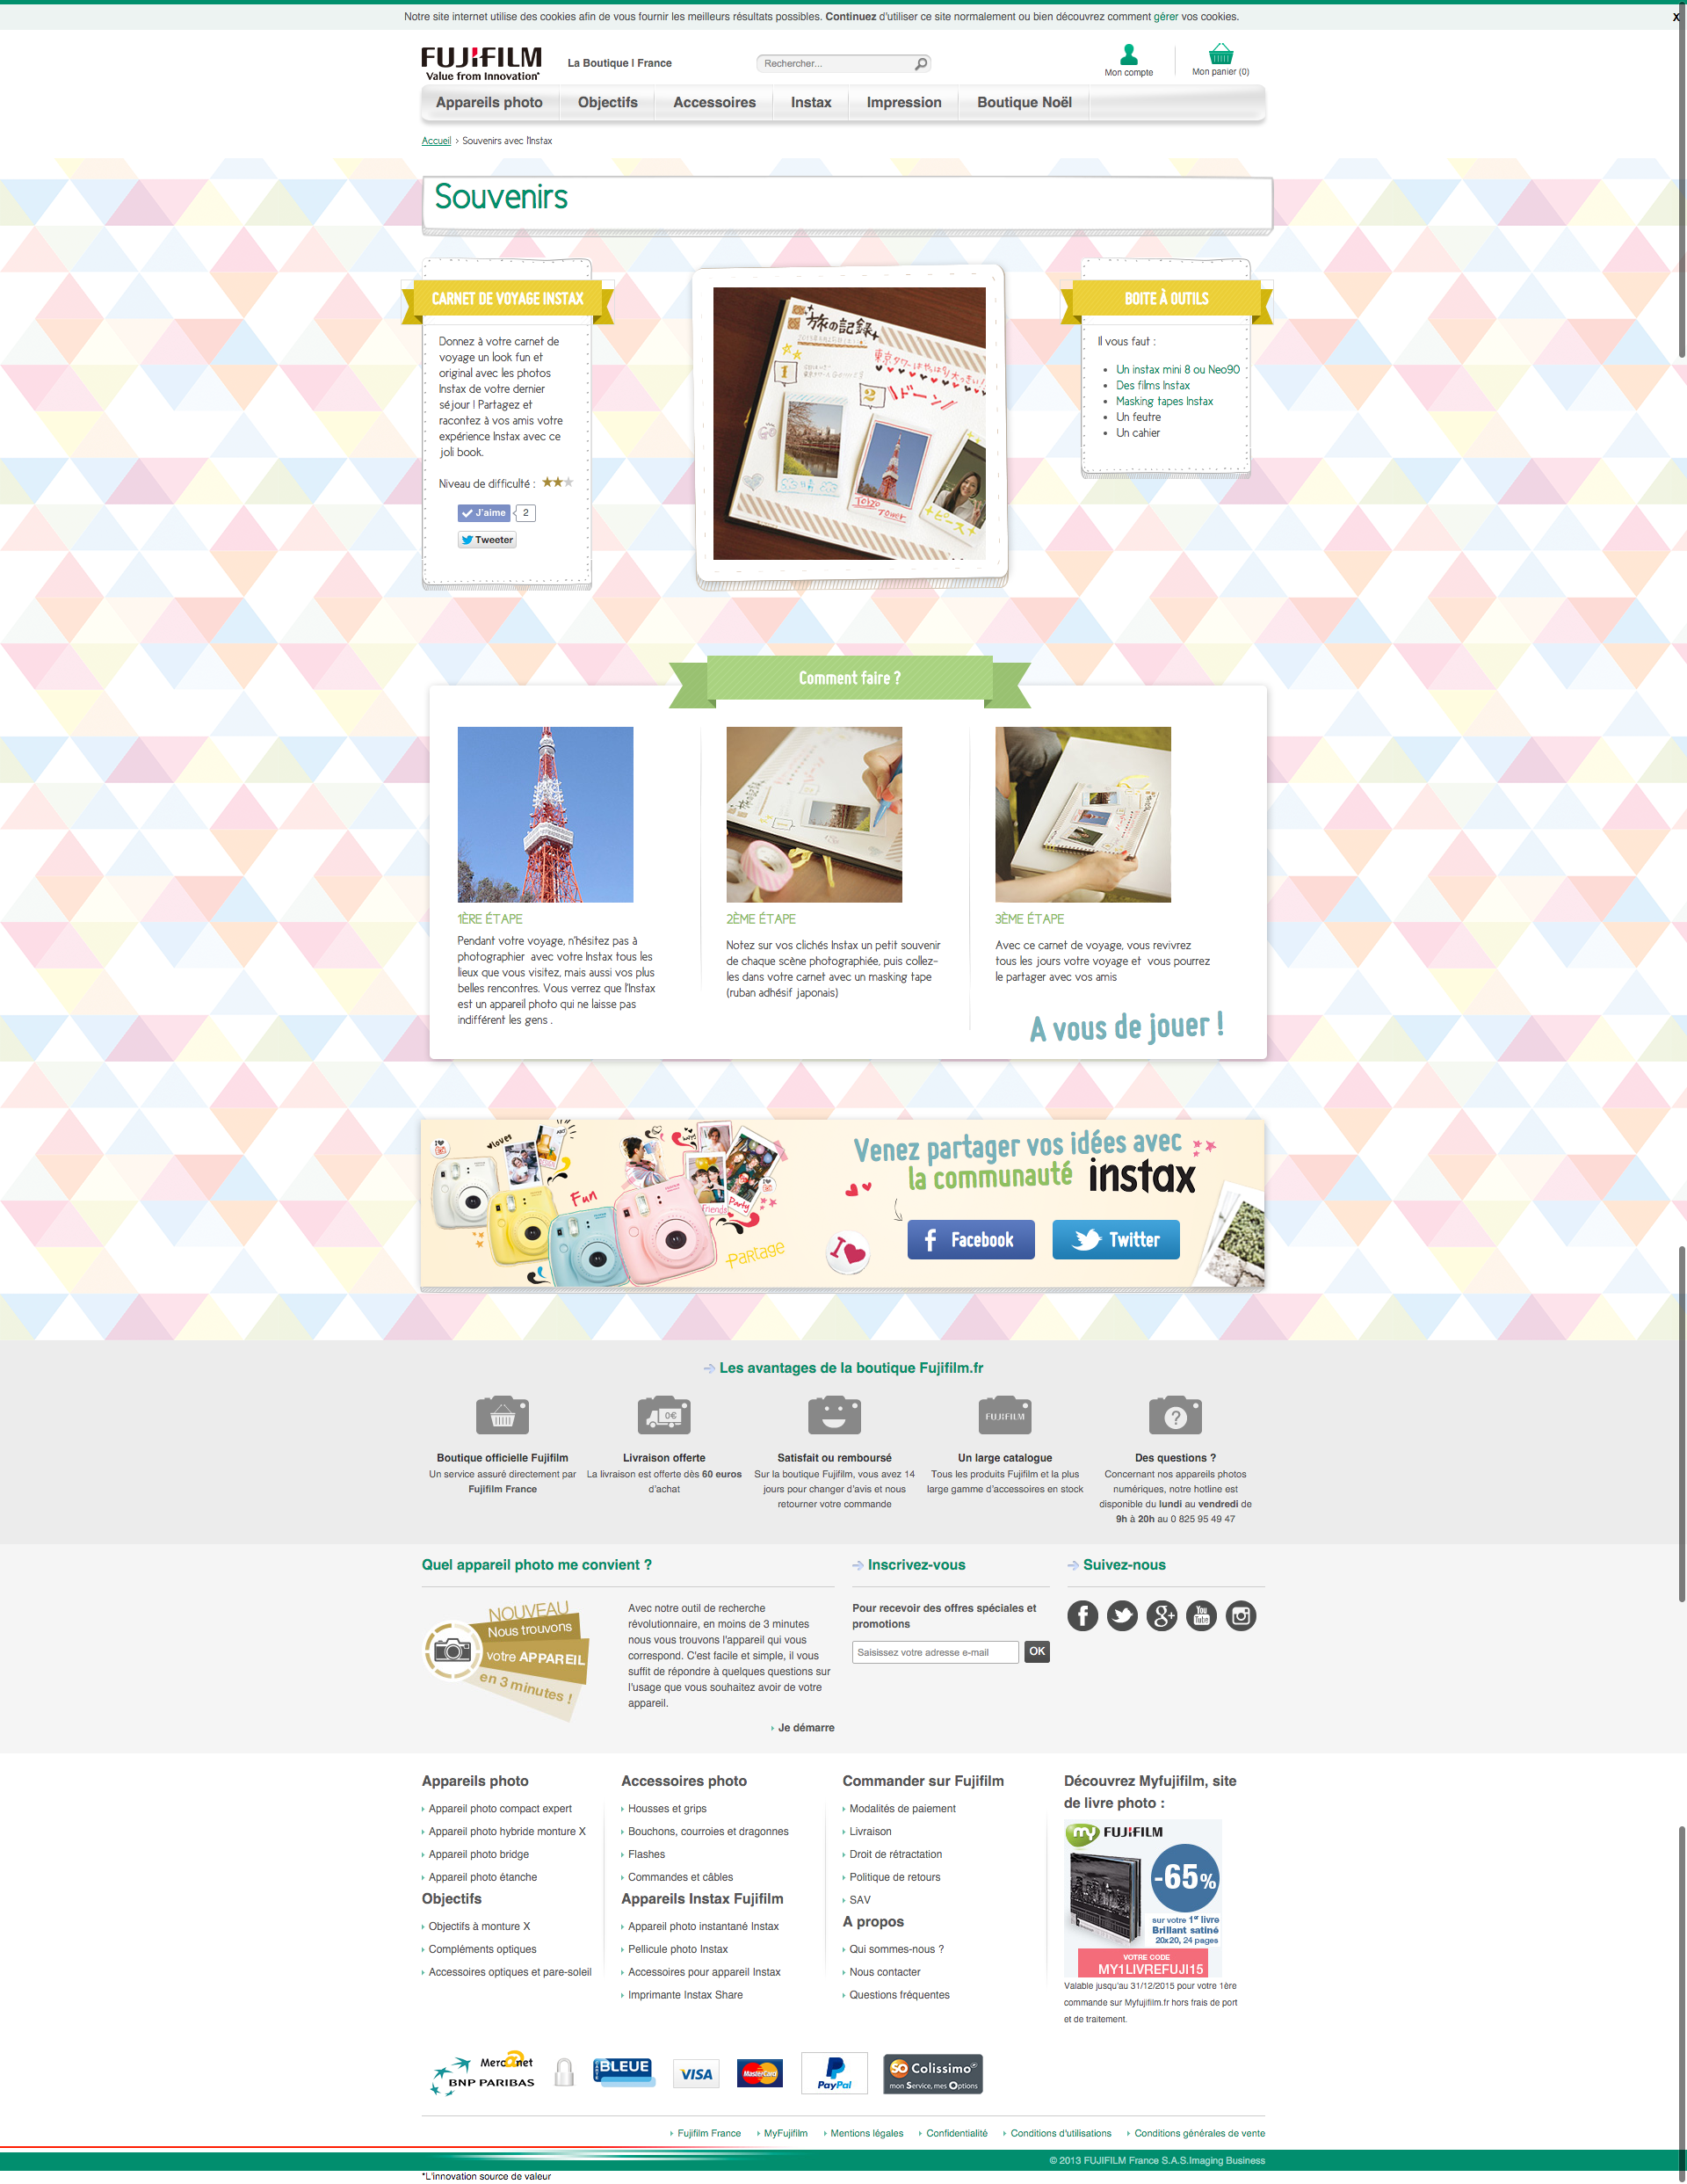 Notre site internet utilise des cookies afin de vous fournir les meilleurs résultats possibles. Continuez d'utiliser ce site normalement ou bien découvrez comment gérer vos cookies.
X
FUJIFILM
Value from Innovation*
La Boutique | France
Rechercher...
Mon compte
Mon panier (0)
Appareils photo
Objectifs
Accessoires
Instax
Impression
Boutique Noël
Accueil > Souvenirs avec l'Instax
Souvenirs
CARNET DE VOYAGE INSTAX
Donnez à votre carnet de
voyage un look fun et
original avec les photos
Instax de votre dernier
séjour ! Partagez et
racontez à vos amis votre
expérience Instax avec ce
joli book.
Niveau de difficulté :
J'aime 2
Tweeter
旅の記録
1
2
ドーン!
TOKYO
TOWER
ピース
BOITE À OUTILS
Il vous faut :
• Un instax mini 8 ou Neo90
• Des films Instax
• Masking tapes Instax
• Un feutre
• Un cahier
Comment faire ?
1ÈRE ÉTAPE
Pendant votre voyage, n'hésitez pas à
photographier avec votre Instax tous les
lieux que vous visitez, mais aussi vos plus
belles rencontres. Vous verrez que l'Instax
est un appareil photo qui ne laisse pas
indifférent les gens .
2ÈME ÉTAPE
Notez sur vos clichés Instax un petit souvenir
de chaque scène photographiée, puis collez-
les dans votre carnet avec un masking tape
(ruban adhésif japonais)
3ÈME ÉTAPE
Avec ce carnet de voyage, vous revivrez
tous les jours votre voyage et vous pourrez
le partager avec vos amis
A vous de jouer !
lover
Fun
friends
Party
Partage
I
Venez partager vos idées avec
la communauté instax
Facebook
Twitter
Les avantages de la boutique Fujifilm.fr
0€
FUJIFILM
?
Boutique officielle Fujifilm
Un service assuré directement par
Fujifilm France
Livraison offerte
La livraison est offerte dès 60 euros
d'achat
Satisfait ou remboursé
Sur la boutique Fujifilm, vous avez 14
jours pour changer d'avis et nous
retourner votre commande
Un large catalogue
Tous les produits Fujifilm et la plus
large gamme d'accessoires en stock
Des questions ?
Concernant nos appareils photos
numériques, notre hotline est
disponible du lundi au vendredi de
9h à 20h au 0 825 95 49 47
Quel appareil photo me convient ?
NOUVEAU
Nous trouvons
votre APPAREIL
en 3 minutes !
Avec notre outil de recherche
révolutionnaire, en moins de 3 minutes
nous vous trouvons l'appareil qui vous
correspond. C'est facile et simple, il vous
suffit de répondre à quelques questions sur
l'usage que vous souhaitez avoir de votre
appareil.
Je démarre
Inscrivez-vous
Pour recevoir des offres spéciales et
promotions
Saisissez votre adresse e-mail
OK
Suivez-nous
You
Tube
Appareils photo
Appareil photo compact expert
Appareil photo hybride monture X
Appareil photo bridge
Appareil photo étanche
Objectifs
Objectifs à monture X
Compléments optiques
Accessoires optiques et pare-soleil
Accessoires photo
Housses et grips
Bouchons, courroies et dragonnes
Flashes
Commandes et câbles
Appareils Instax Fujifilm
Appareil photo instantané Instax
Pellicule photo Instax
Accessoires pour appareil Instax
Imprimante Instax Share
Commander sur Fujifilm
Modalités de paiement
Livraison
Droit de rétractation
Politique de retours
SAV
A propos
Qui sommes-nous ?
Nous contacter
Questions fréquentes
Découvrez Myfujifilm, site
de livre photo :
my FUJIFILM
-65%
sur votre 1er livre
Brillant satiné
20x20, 24 pages
VOTRE CODE
MY1LIVREFUJI15
Valable jusqu'au 31/12/2015 pour votre 1ère
commande sur Myfujifilm.fr hors frais de port
et de traitement.
Merc@net
BNP PARIBAS
BLEUE
VISA
MasterCard
PayPal
SO Colissimo
mon Service, mes Options
Fujifilm France
MyFujifilm
Mentions légales
Confidentialité
Conditions d'utilisations
Conditions générales de vente
© 2013 FUJIFILM France S.A.S.Imaging Business
*L'innovation source de valeur